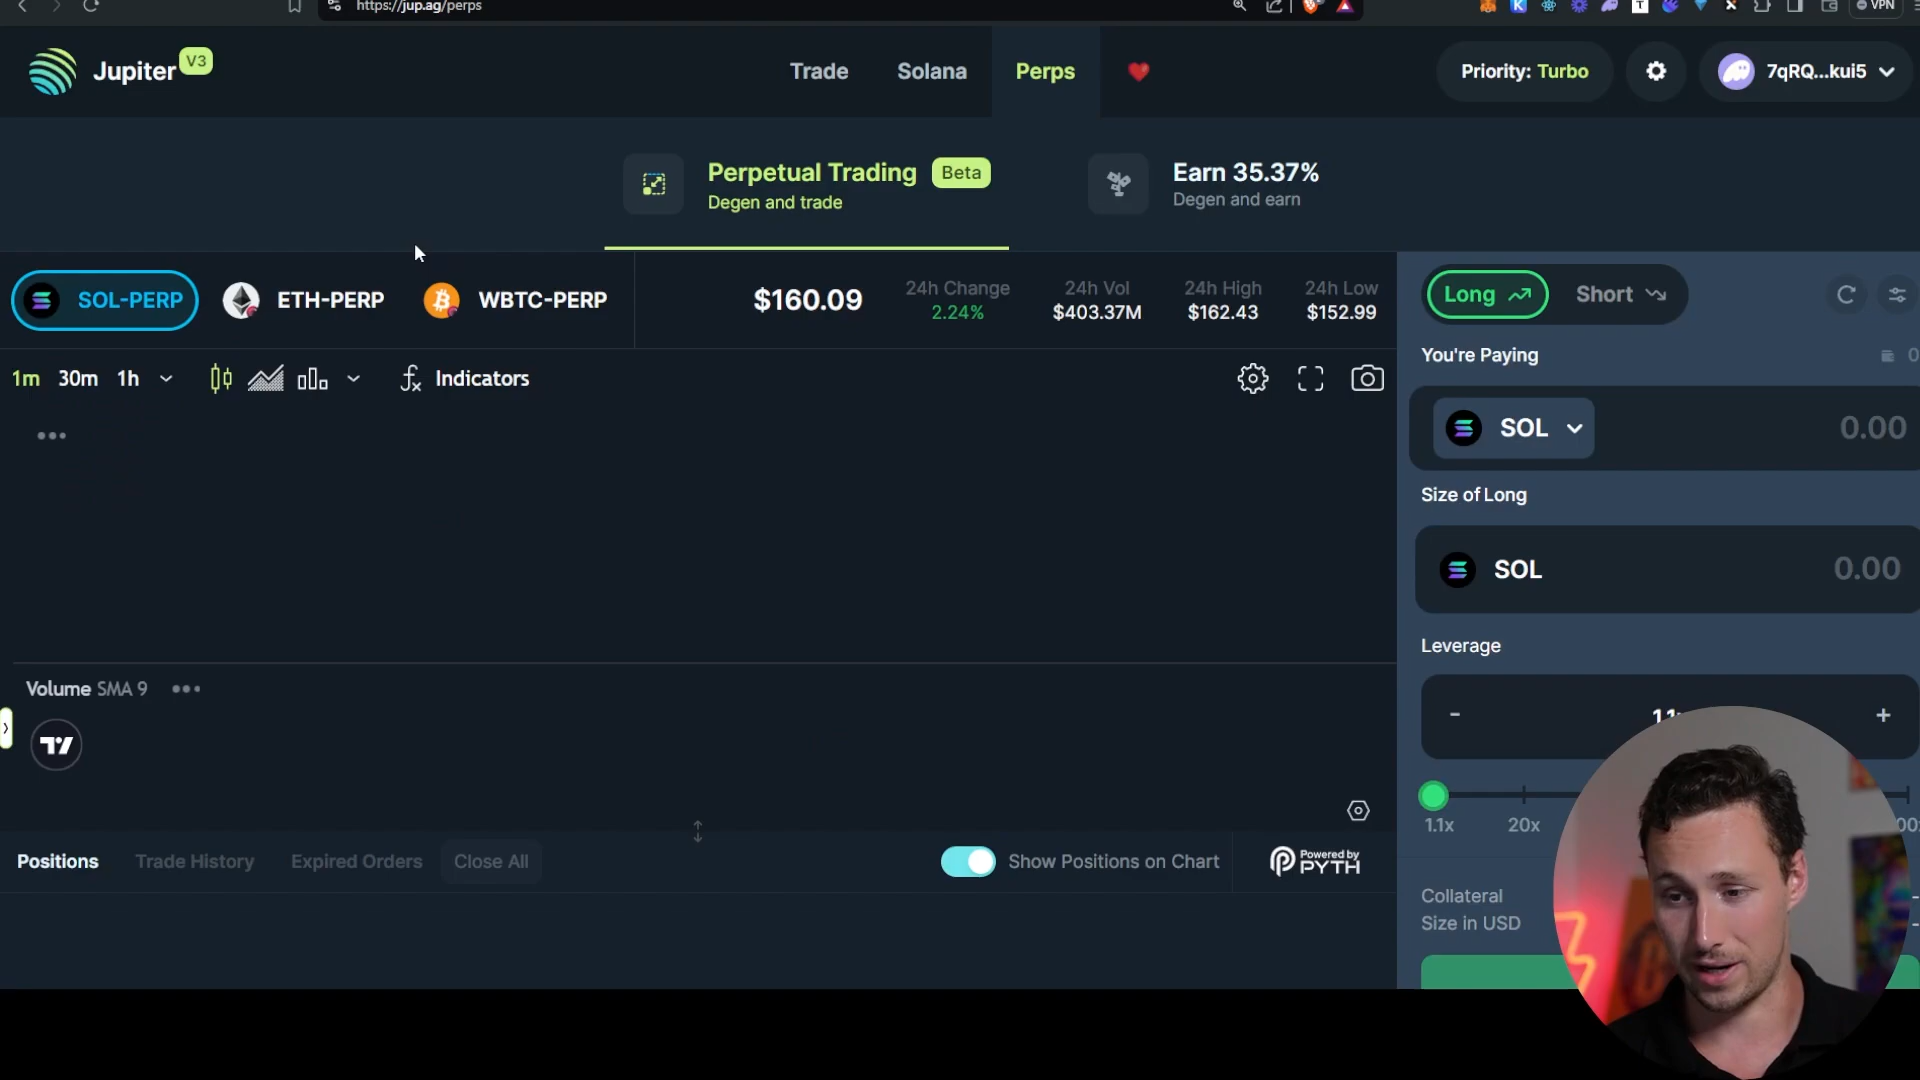 https://jup.ag/perps
VPN
Jupiter V3
Trade
Solana
Perps
Priority: Turbo
7qRQ...kui5
Perpetual Trading Beta
Degen and trade
Earn 35.37%
Degen and earn
SOL-PERP
ETH-PERP
WBTC-PERP
$160.09
24h Change
2.24%
24h Vol
$403.37M
24h High
$162.43
24h Low
$152.99
Long
Short
You're Paying
0
SOL
0.00
Size of Long
SOL
0.00
Leverage
-
+
1.1x
20x
Collateral
Size in USD
1m
30m
1h
Indicators
Volume SMA 9
Positions
Trade History
Expired Orders
Close All
Show Positions on Chart
Powered by
PYTH